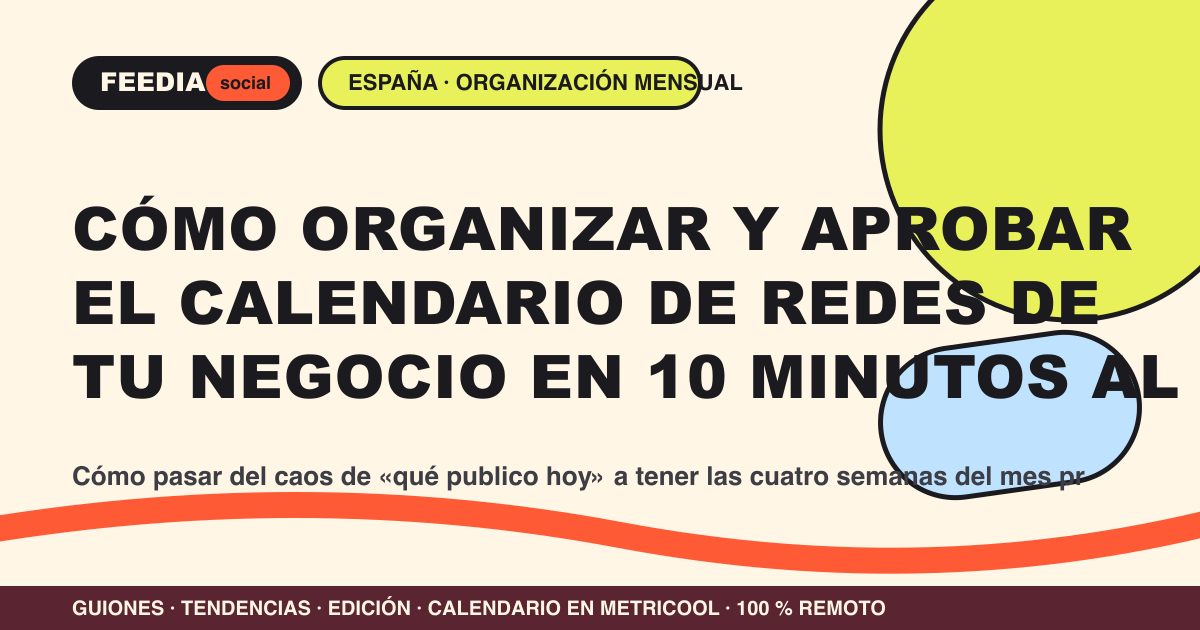 FEEDIA social
ESPAÑA · ORGANIZACIÓN MENSUAL
CÓMO ORGANIZAR Y APROBAR
EL CALENDARIO DE REDES DE
TU NEGOCIO EN 10 MINUTOS AL
Cómo pasar del caos de «qué publico hoy» a tener las cuatro semanas del mes pr
GUIONES · TENDENCIAS · EDICIÓN · CALENDARIO EN METRICOOL · 100 % REMOTO